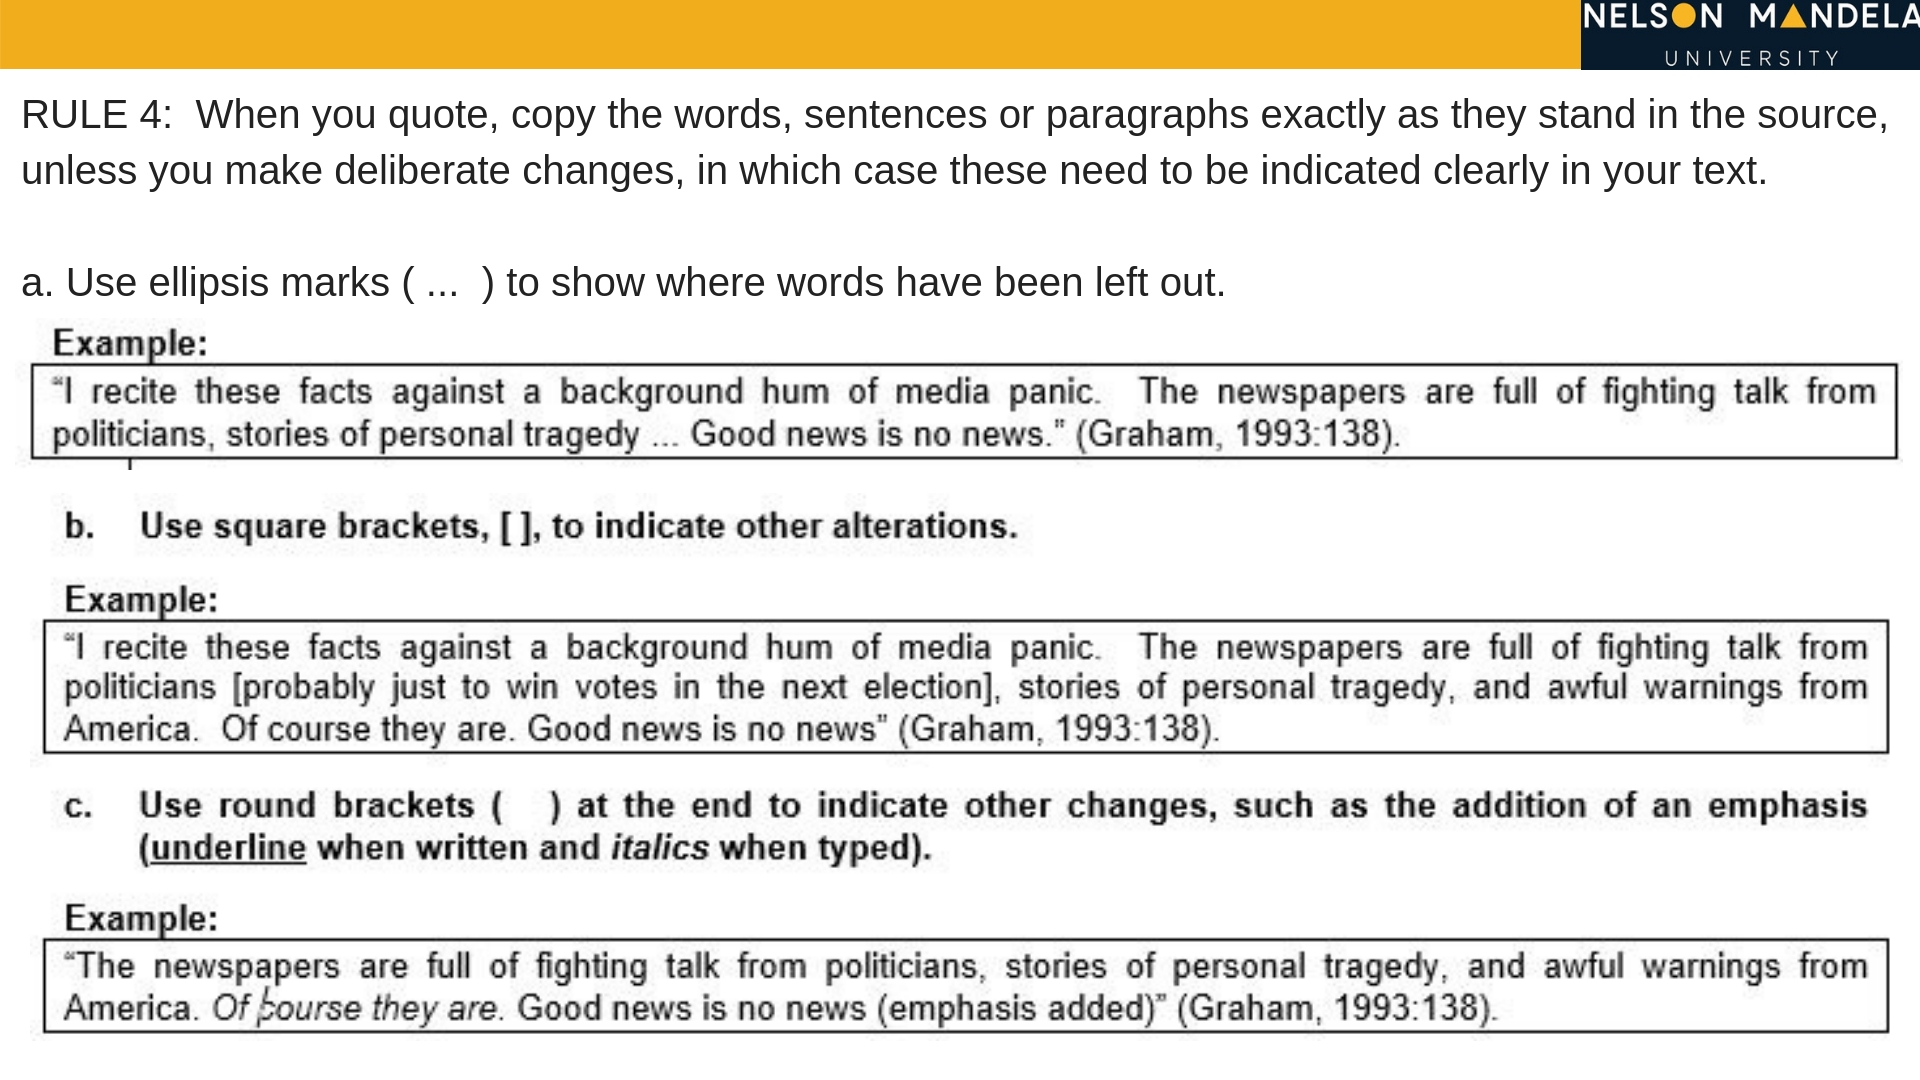 NELSON MANDELA
UNIVERSITY
RULE 4:  When you quote, copy the words, sentences or paragraphs exactly as they stand in the source,
unless you make deliberate changes, in which case these need to be indicated clearly in your text.
a. Use ellipsis marks ( ...  ) to show where words have been left out.
Example:
“I recite these facts against a background hum of media panic.  The newspapers are full of fighting talk from
politicians, stories of personal tragedy ... Good news is no news.” (Graham, 1993:138).
b. Use square brackets, [ ], to indicate other alterations.
Example:
“I recite these facts against a background hum of media panic.  The newspapers are full of fighting talk from
politicians [probably just to win votes in the next election], stories of personal tragedy, and awful warnings from
America.  Of course they are. Good news is no news” (Graham, 1993:138).
c. Use round brackets (   ) at the end to indicate other changes, such as the addition of an emphasis
(underline when written and italics when typed).
Example:
“The newspapers are full of fighting talk from politicians, stories of personal tragedy, and awful warnings from
America. Of course they are. Good news is no news (emphasis added)” (Graham, 1993:138).